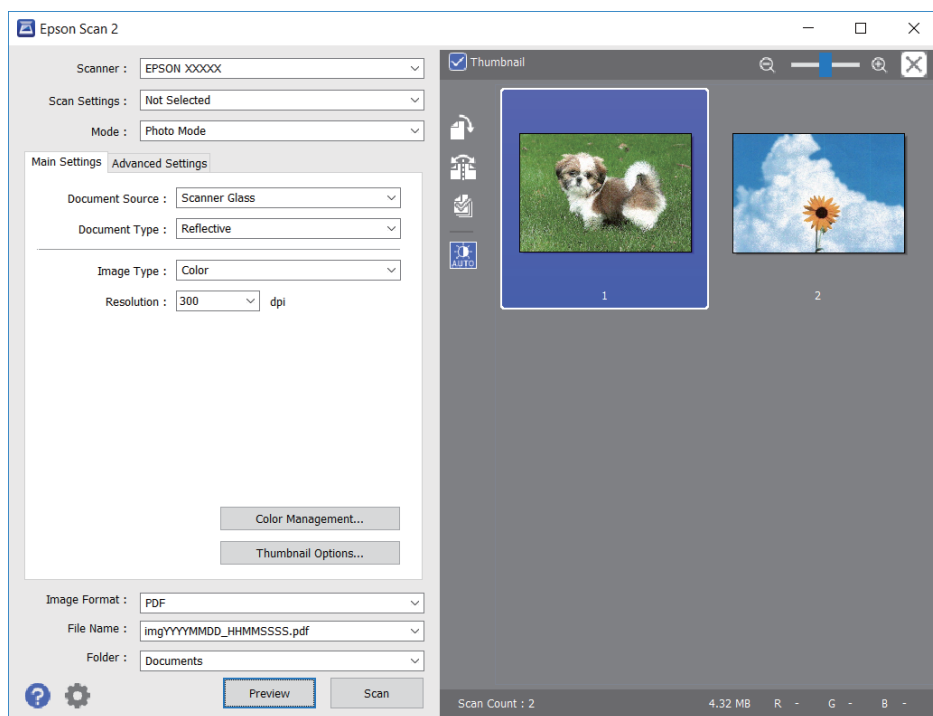 Epson Scan 2
Scanner : EPSON XXXXX
Scan Settings : Not Selected
Mode : Photo Mode
Main Settings Advanced Settings
Document Source : Scanner Glass
Document Type : Reflective
Image Type : Color
Resolution : 300 dpi
Color Management...
Thumbnail Options...
Image Format : PDF
File Name : imgYYYYMMDD_HHMMSSSS.pdf
Folder : Documents
Preview Scan
Thumbnail
AUTO
1 2
Scan Count : 2 4.32 MB R - G - B -